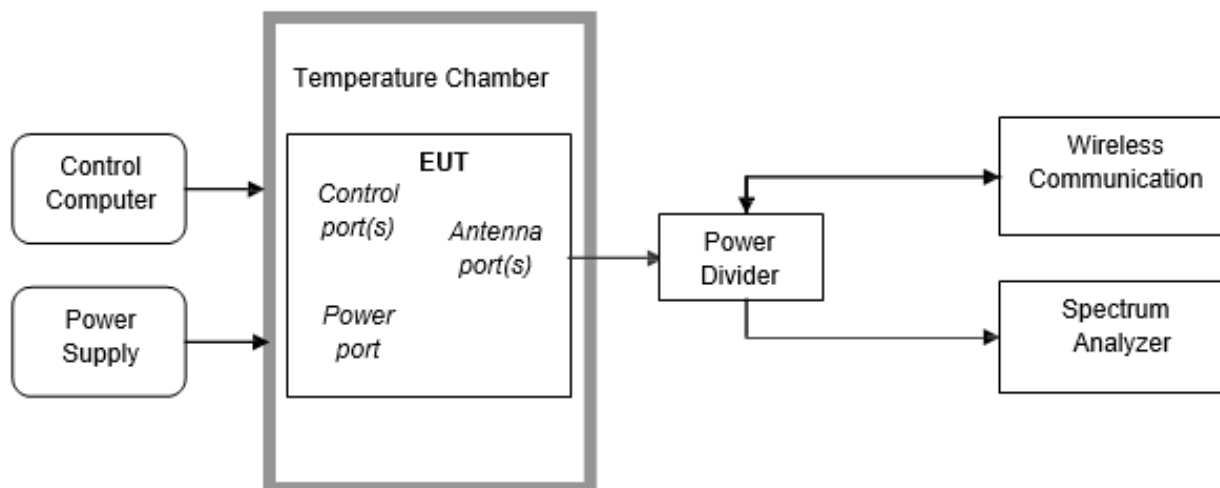 Temperature Chamber
Control
Computer
Power
Supply
EUT
Control
port(s)
Antenna
port(s)
Power
port
Power
Divider
Wireless
Communication
Spectrum
Analyzer